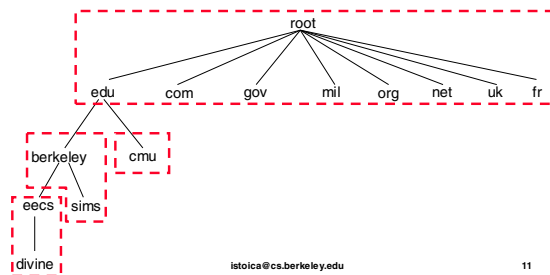 root
edu com gov mil org net uk fr
berkeley cmu
eecs sims
divine
istoica@cs.berkeley.edu 11